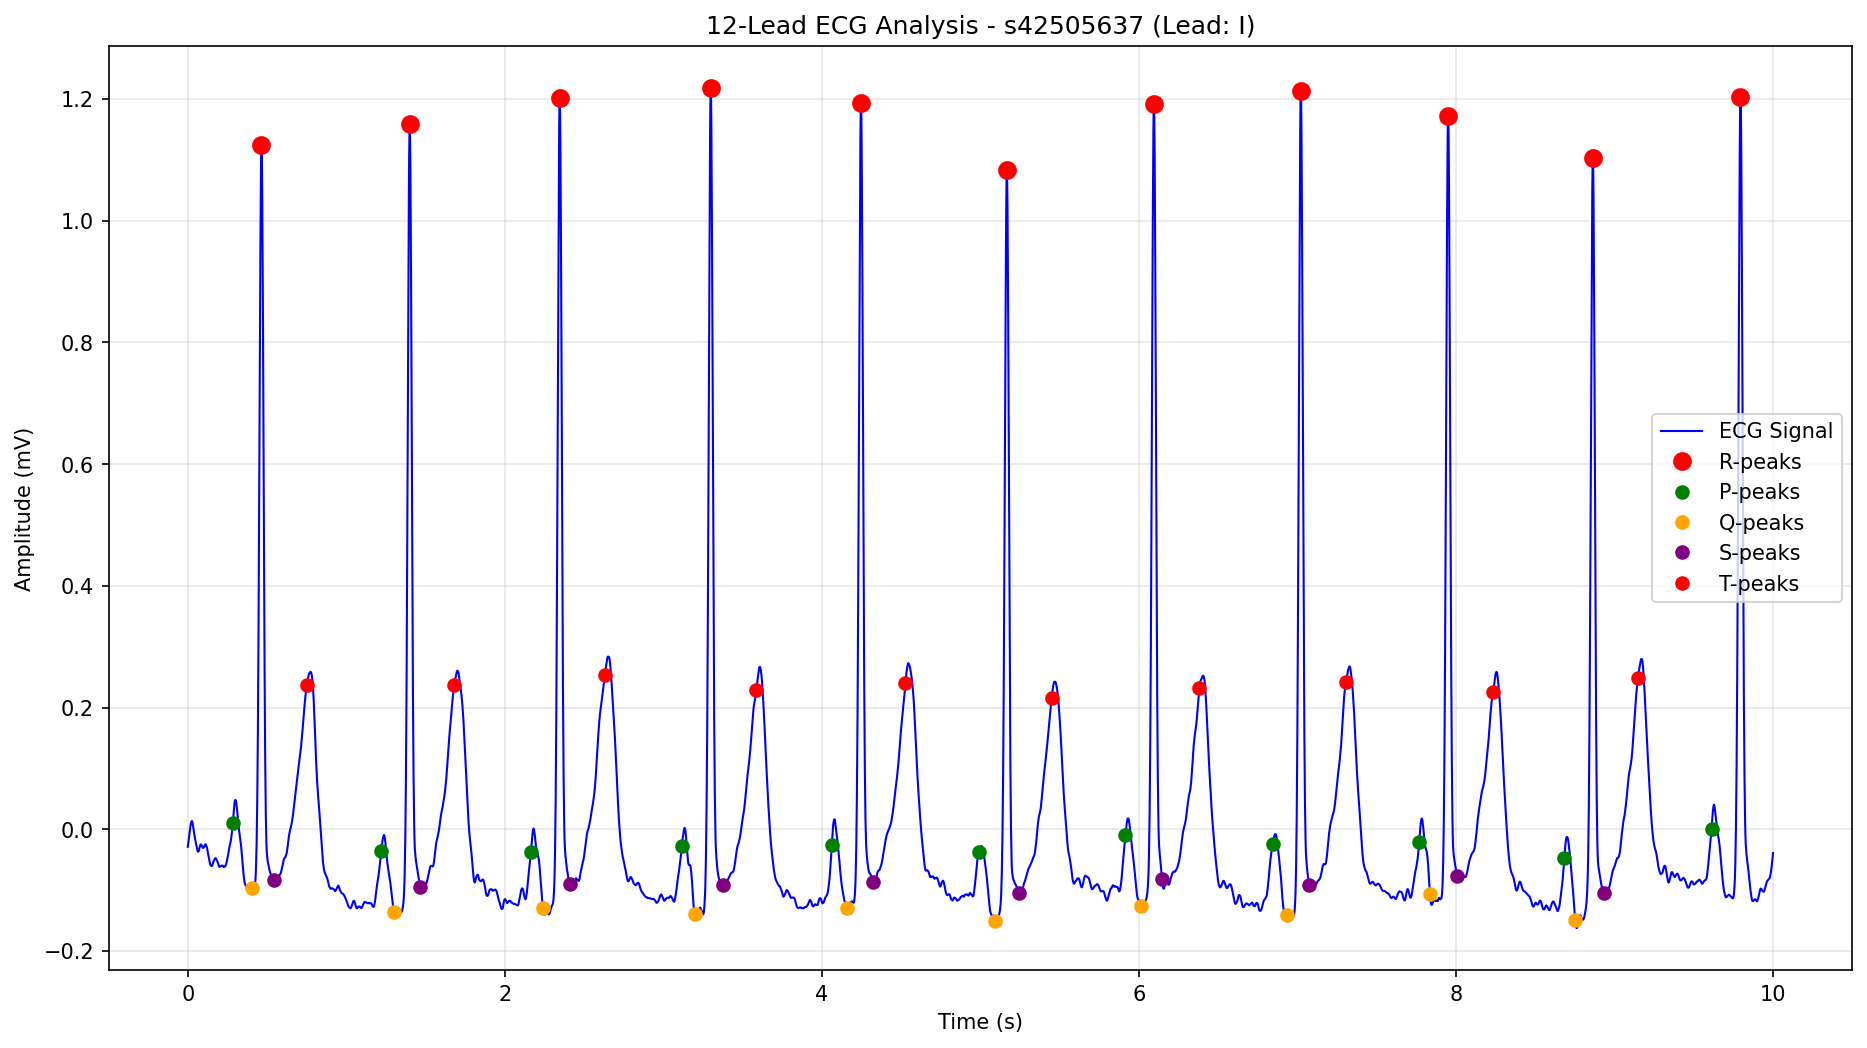 12-Lead ECG Analysis - s42505637 (Lead: I)
Amplitude (mV)
1.2
1.0
0.8
0.6
0.4
0.2
0.0
−0.2
ECG Signal
R-peaks
P-peaks
Q-peaks
S-peaks
T-peaks
0 2 4 6 8 10
Time (s)